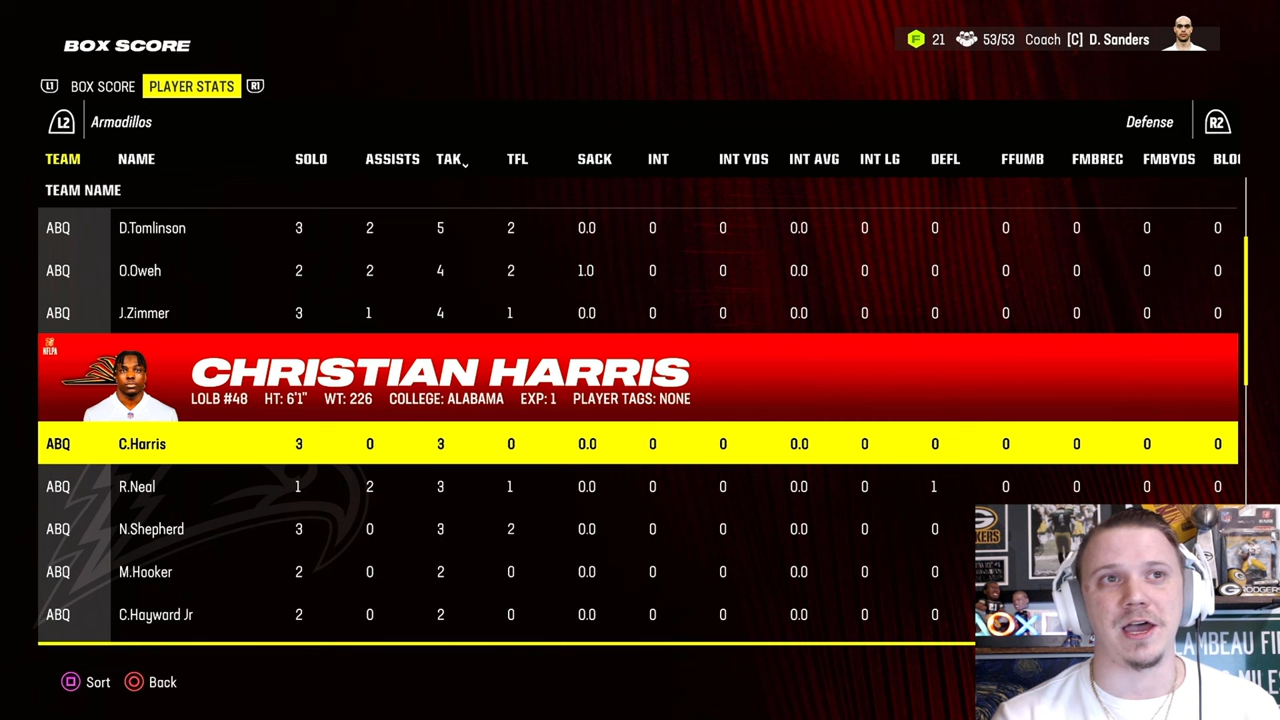 BOX SCORE
F 21 53/53 Coach [C] D. Sanders
L1 BOX SCORE PLAYER STATS R1
L2 Armadillos Defense R2
TEAM NAME SOLO ASSISTS TAK TFL SACK INT INT YDS INT AVG INT LG DEFL FFUMB FMBREC FMBYDS
TEAM NAME
ABQ D.Tomlinson 3 2 5 2 0.0 0 0 0.0 0 0 0 0 0 0
ABQ O.Oweh 2 2 4 2 1.0 0 0 0.0 0 0 0 0 0 0
ABQ J.Zimmer 3 1 4 1 0.0 0 0 0.0 0 0 0 0 0 0
NFLPA
CHRISTIAN HARRIS
LOLB #48 HT: 6'1" WT: 226 COLLEGE: ALABAMA EXP: 1 PLAYER TAGS: NONE
ABQ C.Harris 3 0 3 0 0.0 0 0 0.0 0 0 0 0 0 0
ABQ R.Neal 1 2 3 1 0.0 0 0 0.0 0 1 0 0 0 0
ABQ N.Shepherd 3 0 3 2 0.0 0 0 0.0 0 0
ABQ M.Hooker 2 0 2 0 0.0 0 0 0.0 0 0
ABQ C.Hayward Jr 2 0 2 0 0.0 0 0 0.0 0 0
Sort Back